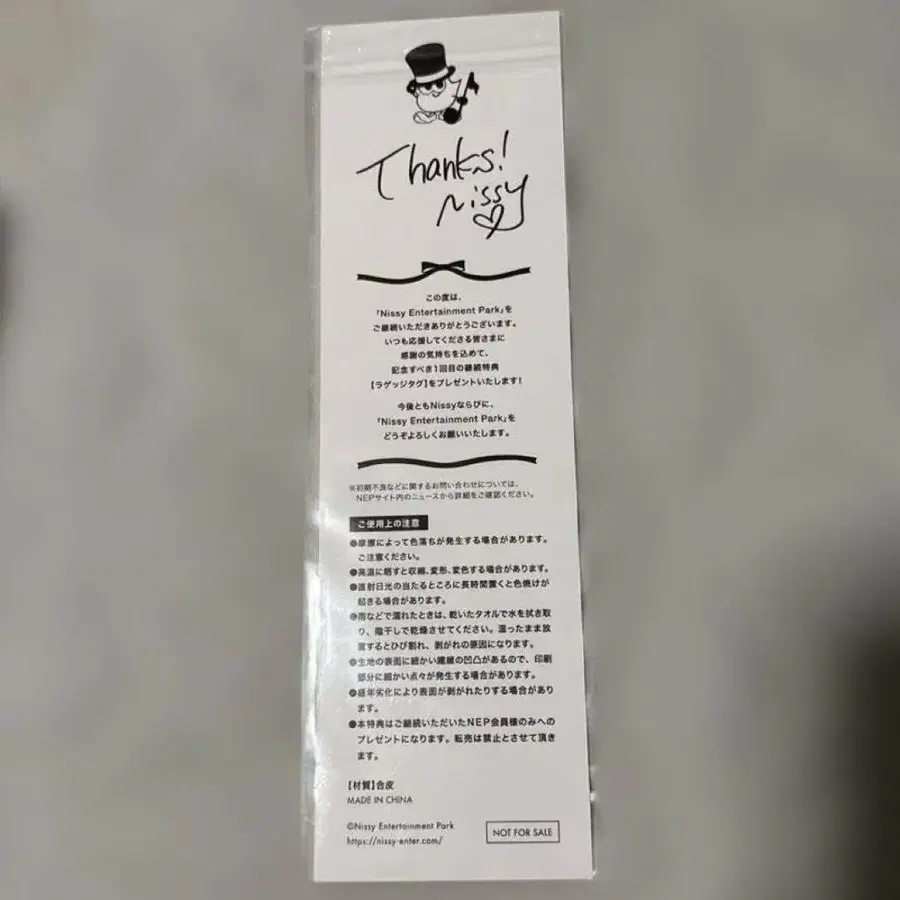 Thanks!
Nissy
この度は、
「Nissy Entertainment Park」を
ご継続いただきありがとうございます。
いつも応援してくださる皆さまに
感謝の気持ちを込めて、
記念すべき1回目の継続特典
【ラゲッジタグ】をプレゼントいたします！
今後ともNissyならびに、
「Nissy Entertainment Park」を
どうぞよろしくお願いいたします。
※初期不良などに関するお問い合わせについては、
NEPサイト内のニュースから詳細をご確認ください。
ご使用上の注意
●摩擦によって色落ちが発生する場合があります。
ご注意ください。
●高温に晒すと収縮、変形、変色する場合があります。
●直射日光の当たるところに長時間置くと色焼けが
起きる場合があります。
●雨などで濡れたときは、乾いたタオルで水を拭き取
り、陰干しで乾燥させてください。湿ったまま放
置するとひび割れ、剥がれの原因になります。
●生地の表面に細かい繊維の凹凸があるので、印刷
部分に細かい点々が発生する場合があります。
●経年劣化により表面が剥がれたりする場合があり
ます。
●本特典はご継続いただいたNEP会員様のみへの
プレゼントになります。転売は禁止とさせて頂き
ます。
【材質】合皮
MADE IN CHINA
©Nissy Entertainment Park
https://nissy-enter.com/
NOT FOR SALE